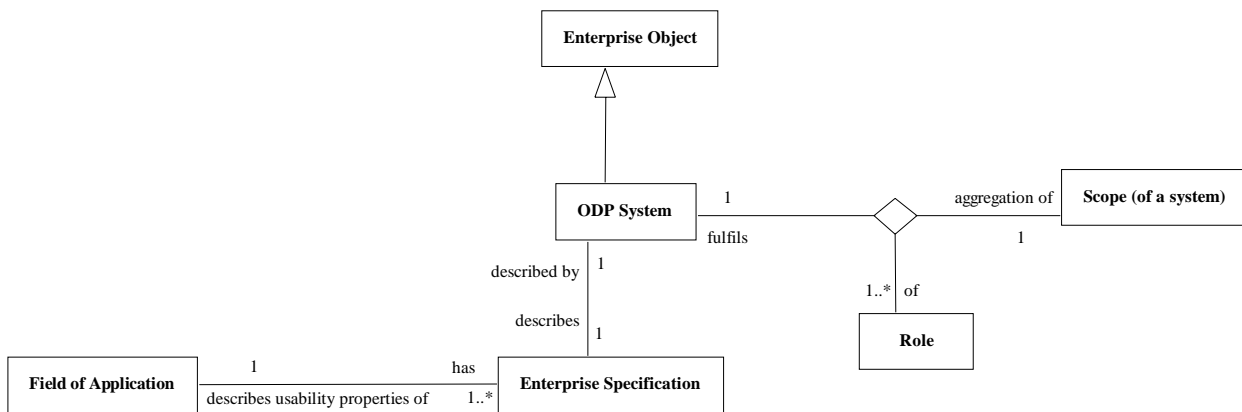 Enterprise Object
ODP System
1
fulfils
aggregation of
1
Scope (of a system)
described by
1
1..* of
Role
describes
1
Field of Application
1
has
describes usability properties of
1..*
Enterprise Specification